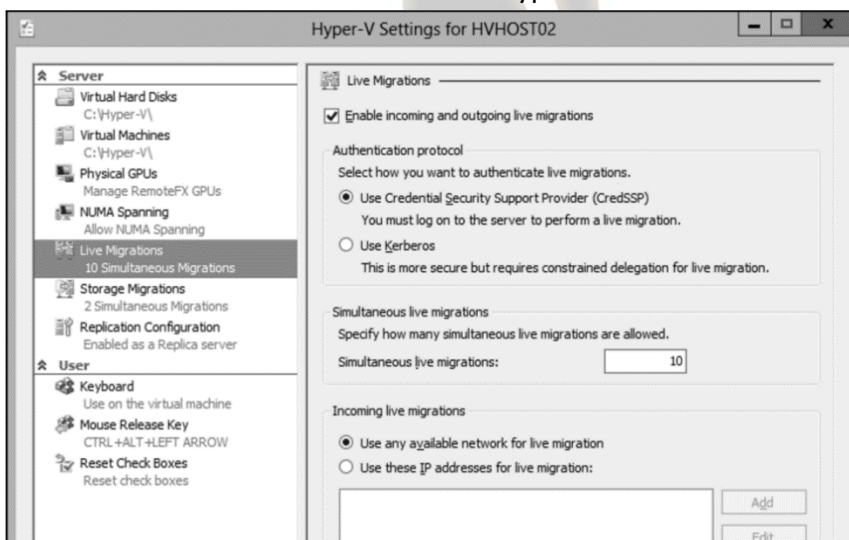 Hyper-V Settings for HVHOST02
Server
Virtual Hard Disks
C:\Hyper-V\
Virtual Machines
C:\Hyper-V\
Physical GPUs
Manage RemoteFX GPUs
NUMA Spanning
Allow NUMA Spanning
Live Migrations
10 Simultaneous Migrations
Storage Migrations
2 Simultaneous Migrations
Replication Configuration
Enabled as a Replica server
User
Keyboard
Use on the virtual machine
Mouse Release Key
CTRL+ALT+LEFT ARROW
Reset Check Boxes
Reset check boxes
Live Migrations
Enable incoming and outgoing live migrations
Authentication protocol
Select how you want to authenticate live migrations.
Use Credential Security Support Provider (CredSSP)
You must log on to the server to perform a live migration.
Use Kerberos
This is more secure but requires constrained delegation for live migration.
Simultaneous live migrations
Specify how many simultaneous live migrations are allowed.
Simultaneous live migrations: 10
Incoming live migrations
Use any available network for live migration
Use these IP addresses for live migration:
Add
Edit